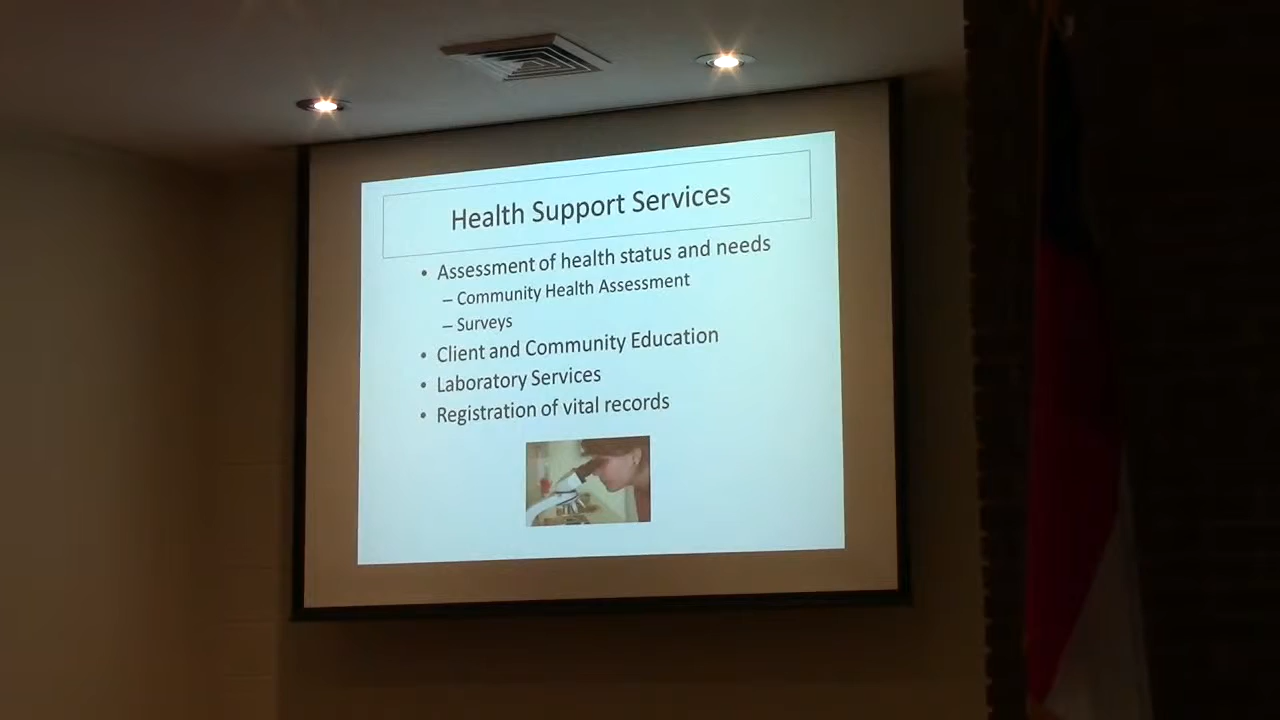 Health Support Services
• Assessment of health status and needs
– Community Health Assessment
– Surveys
• Client and Community Education
• Laboratory Services
• Registration of vital records